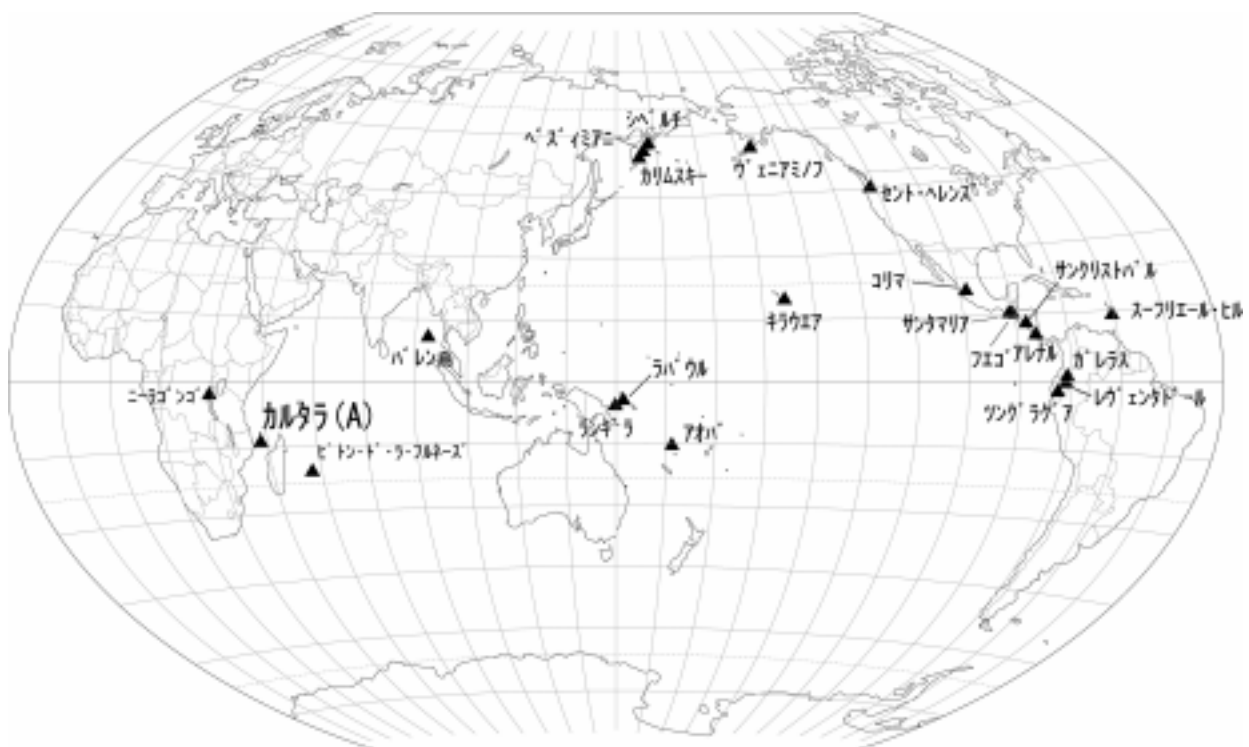 シベルチ
ベズイミアニ
カリムスキー
ヴェニアミノフ
セント・ヘレンズ
コリマ
サンクリストバル
キラウエア
サンタマリア
スーフリエール・ヒル
フエゴ
アレナル
バレン島
ラバウル
ガレラス
ニーラゴンゴ
レヴェンタドール
カルタラ(A)
ランギラ
アオバ
ツングラグア
ピトン・ド・ラ・フルネーズ